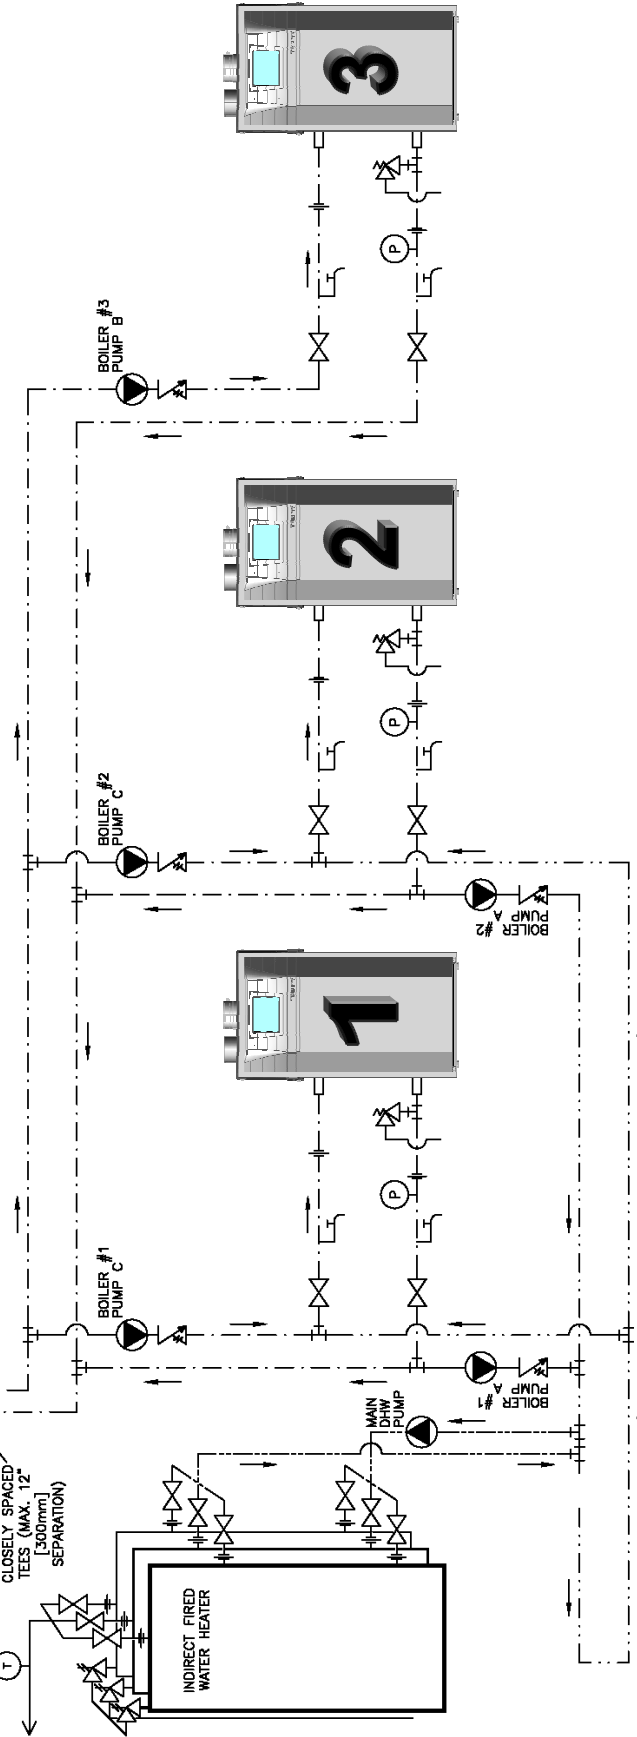 3
BOILER #3
PUMP B
P
2
BOILER #2
PUMP C
P
BOILER #2
PUMP A
1
BOILER #1
PUMP C
P
BOILER #1
PUMP A
MAIN
DHW
PUMP
CLOSELY SPACED
TEES (MAX. 12"
[300mm]
SEPARATION)
T
INDIRECT FIRED
WATER HEATER